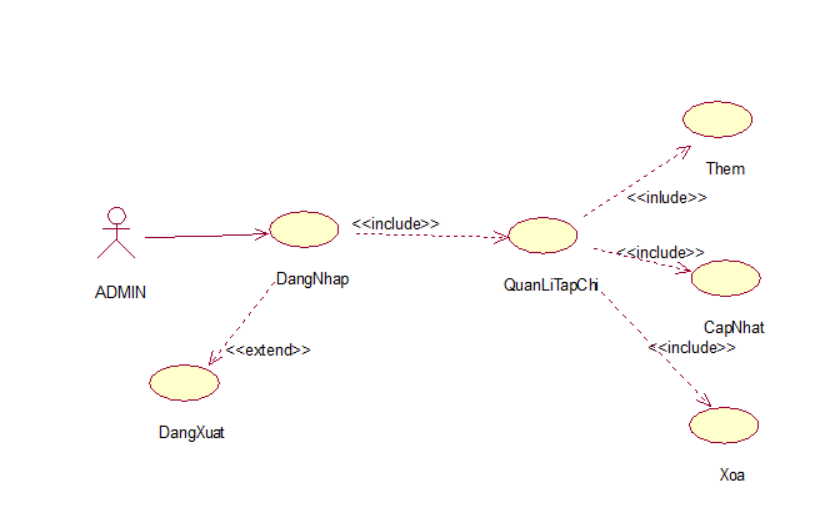 Them
<<inlude>>
<<include>>
<<include>>
ADMIN
DangNhap
QuanLiTapChi
CapNhat
<<include>>
<<extend>>
DangXuat
Xoa